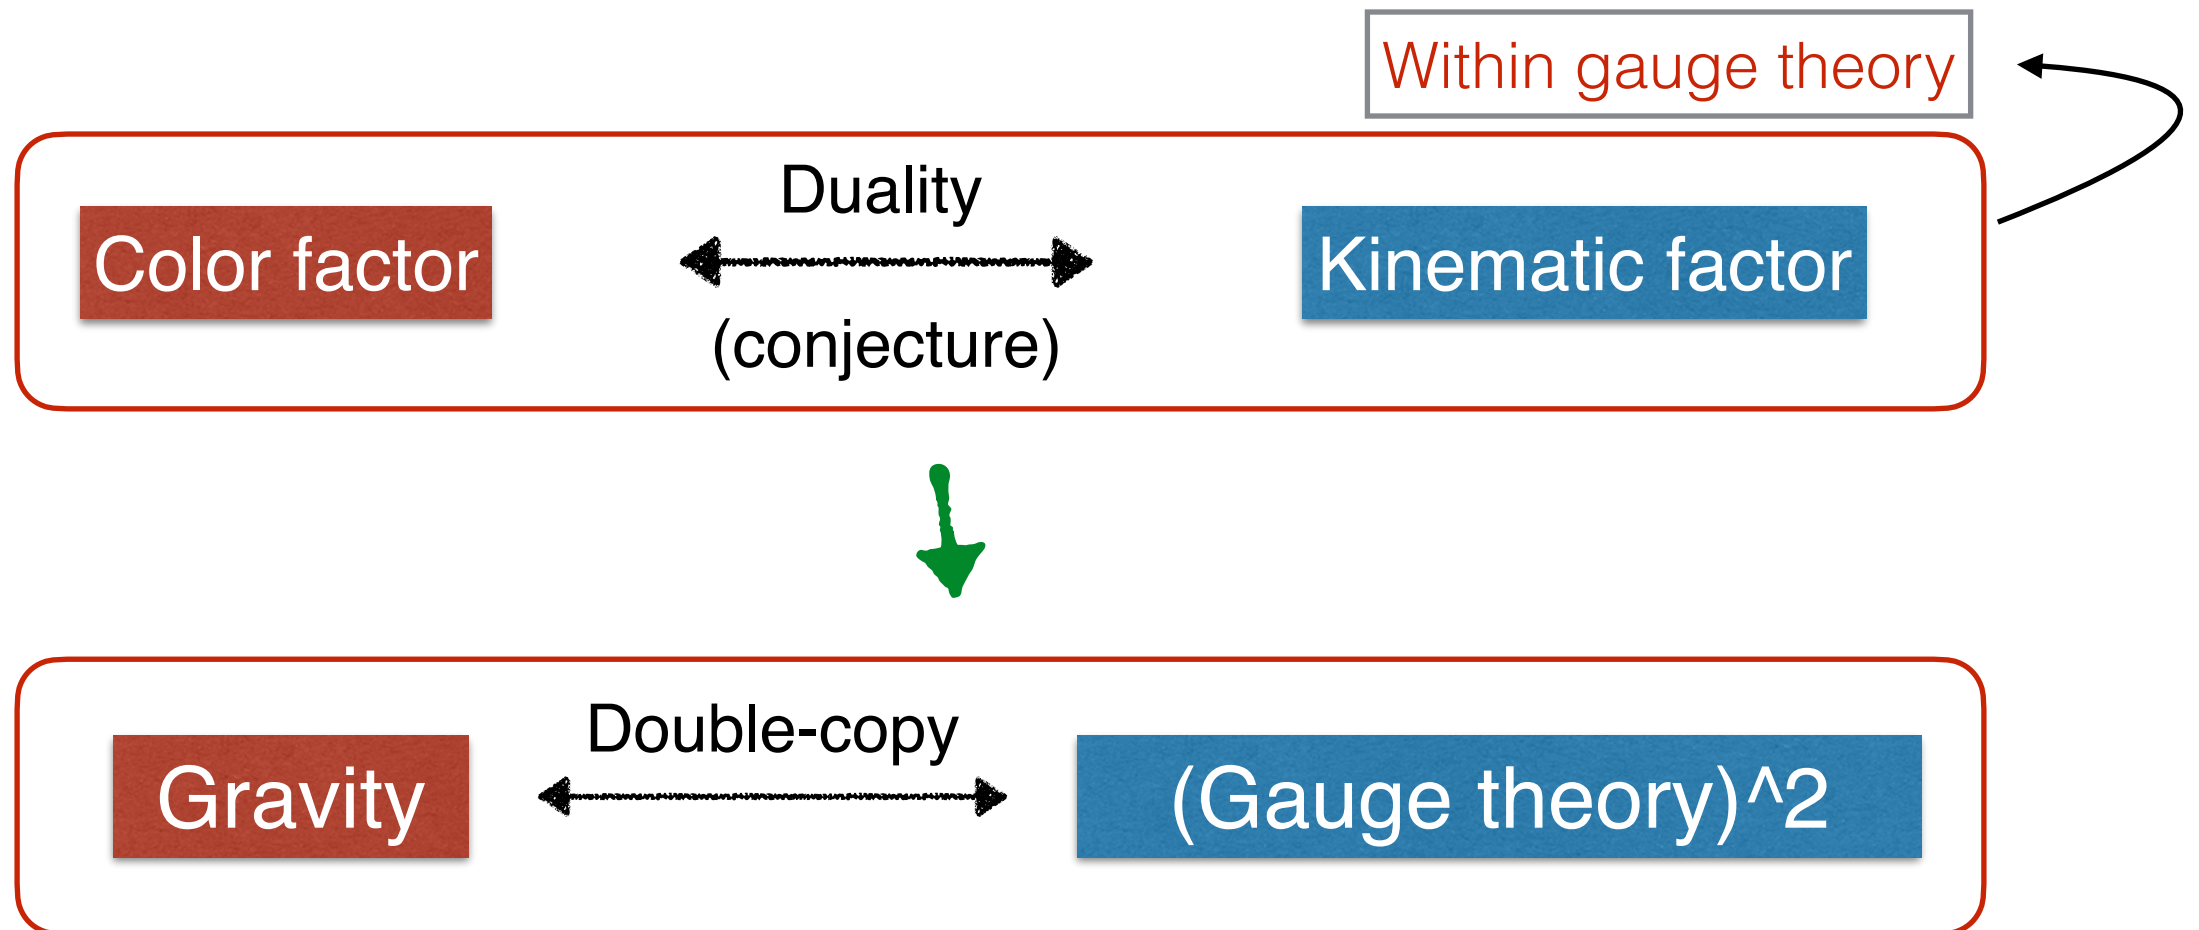 Within gauge theory
Duality
Color factor
Kinematic factor
(conjecture)
Double-copy
Gravity
(Gauge theory)^2